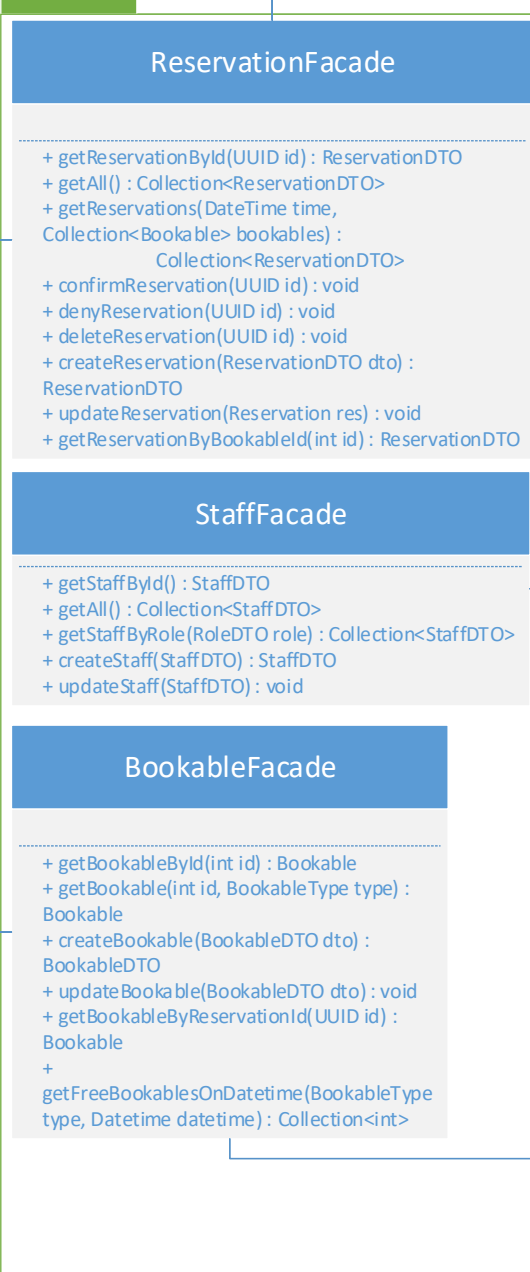 ReservationFacade
+ getReservationById(UUID id) : ReservationDTO
+ getAll() : Collection<ReservationDTO>
+ getReservations(DateTime time,
Collection<Bookable> bookables) :
Collection<ReservationDTO>
+ confirmReservation(UUID id) : void
+ denyReservation(UUID id) : void
+ deleteReservation(UUID id) : void
+ createReservation(ReservationDTO dto) :
ReservationDTO
+ updateReservation(Reservation res) : void
+ getReservationByBookableId(int id) : ReservationDTO
StaffFacade
+ getStaffById() : StaffDTO
+ getAll() : Collection<StaffDTO>
+ getStaffByRole(RoleDTO role) : Collection<StaffDTO>
+ createStaff(StaffDTO) : StaffDTO
+ updateStaff(StaffDTO) : void
BookableFacade
+ getBookableById(int id) : Bookable
+ getBookable(int id, BookableType type) :
Bookable
+ createBookable(BookableDTO dto) :
BookableDTO
+ updateBookable(BookableDTO dto) : void
+ getBookableByReservationId(UUID id) :
Bookable
+
getFreeBookablesOnDatetime(BookableType
type, Datetime datetime) : Collection<int>